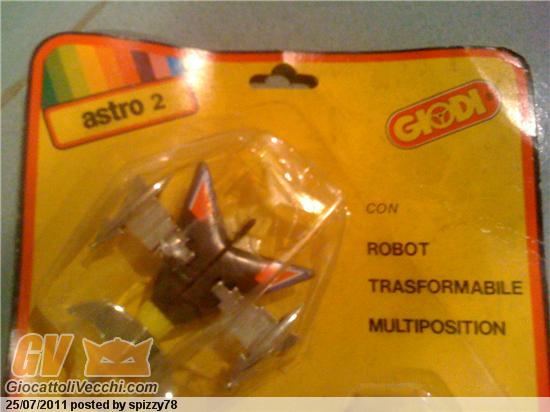 astro 2
GIODI
CON
ROBOT
TRASFORMABILE
MULTIPOSITION
GV
GiocattoliVecchi.com
25/07/2011 posted by spizzy78